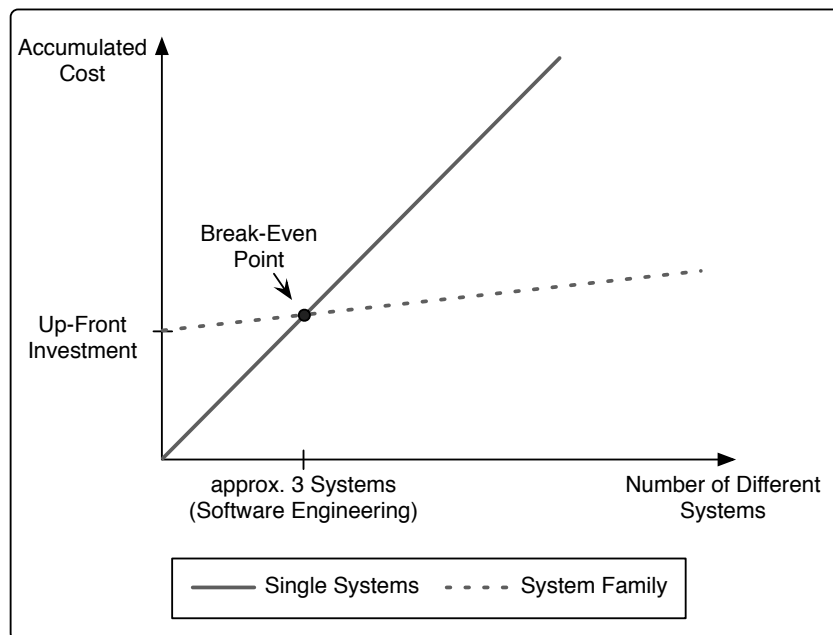 Accumulated
Cost
Break-Even
Point
Up-Front
Investment
approx. 3 Systems
(Software Engineering)
Number of Different
Systems
Single Systems
System Family